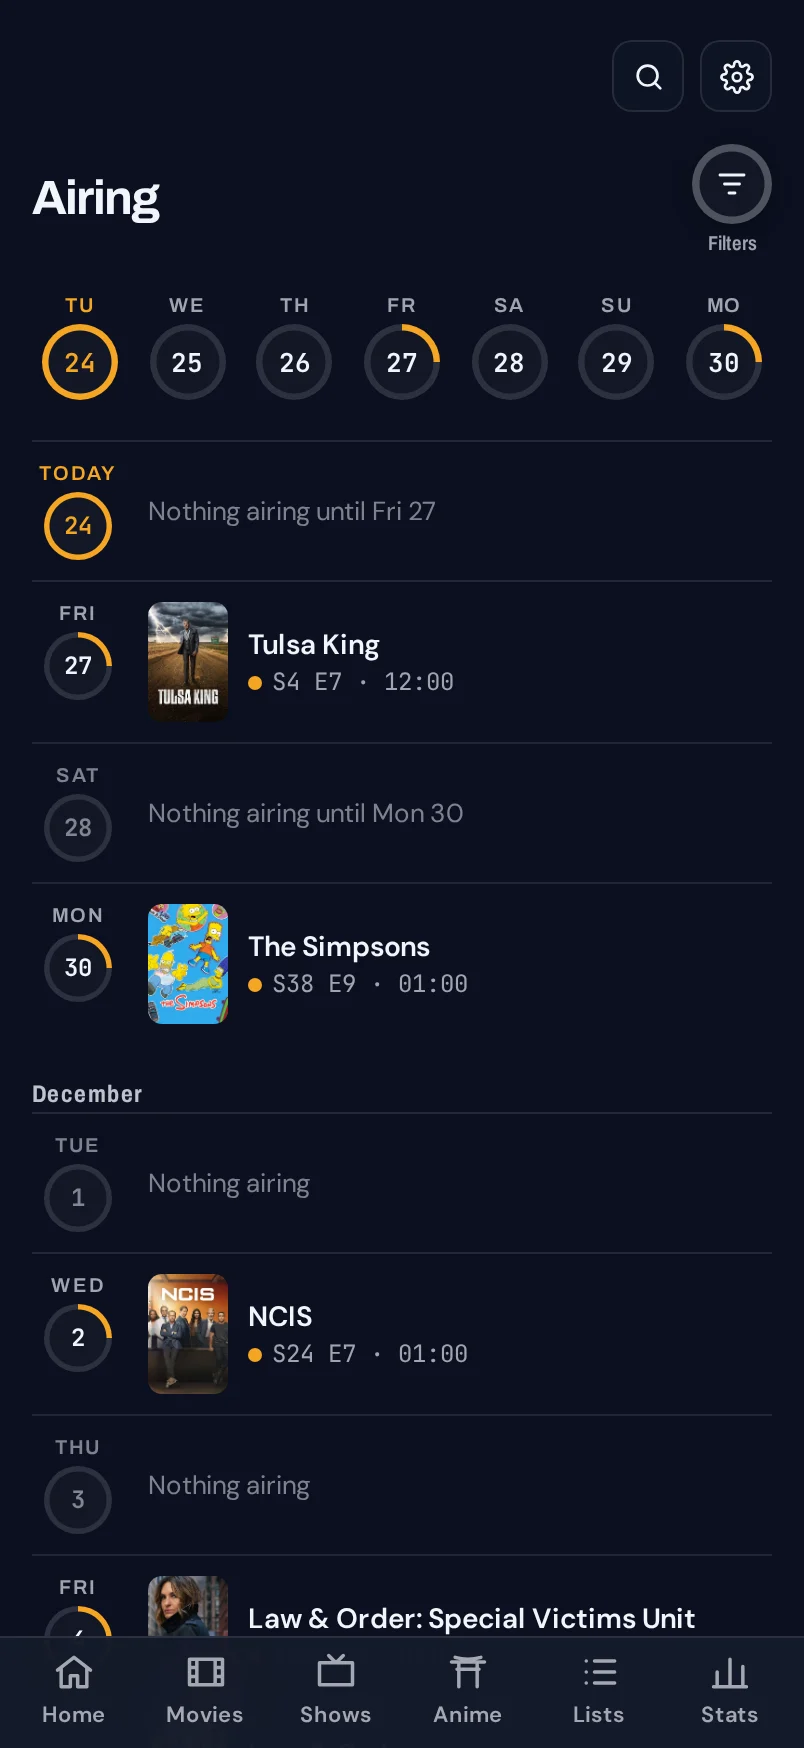 Airing
Filters
TU WE TH FR SA SU MO
24 25 26 27 28 29 30
TODAY
24
Nothing airing until Fri 27
FRI
27
TULSA KING
Tulsa King
S4 E7 · 12:00
SAT
28
Nothing airing until Mon 30
MON
30
THE SIMPSONS
The Simpsons
S38 E9 · 01:00
December
TUE
1
Nothing airing
WED
2
NCIS
NCIS
S24 E7 · 01:00
THU
3
Nothing airing
FRI
Law & Order: Special Victims Unit
Home Movies Shows Anime Lists Stats